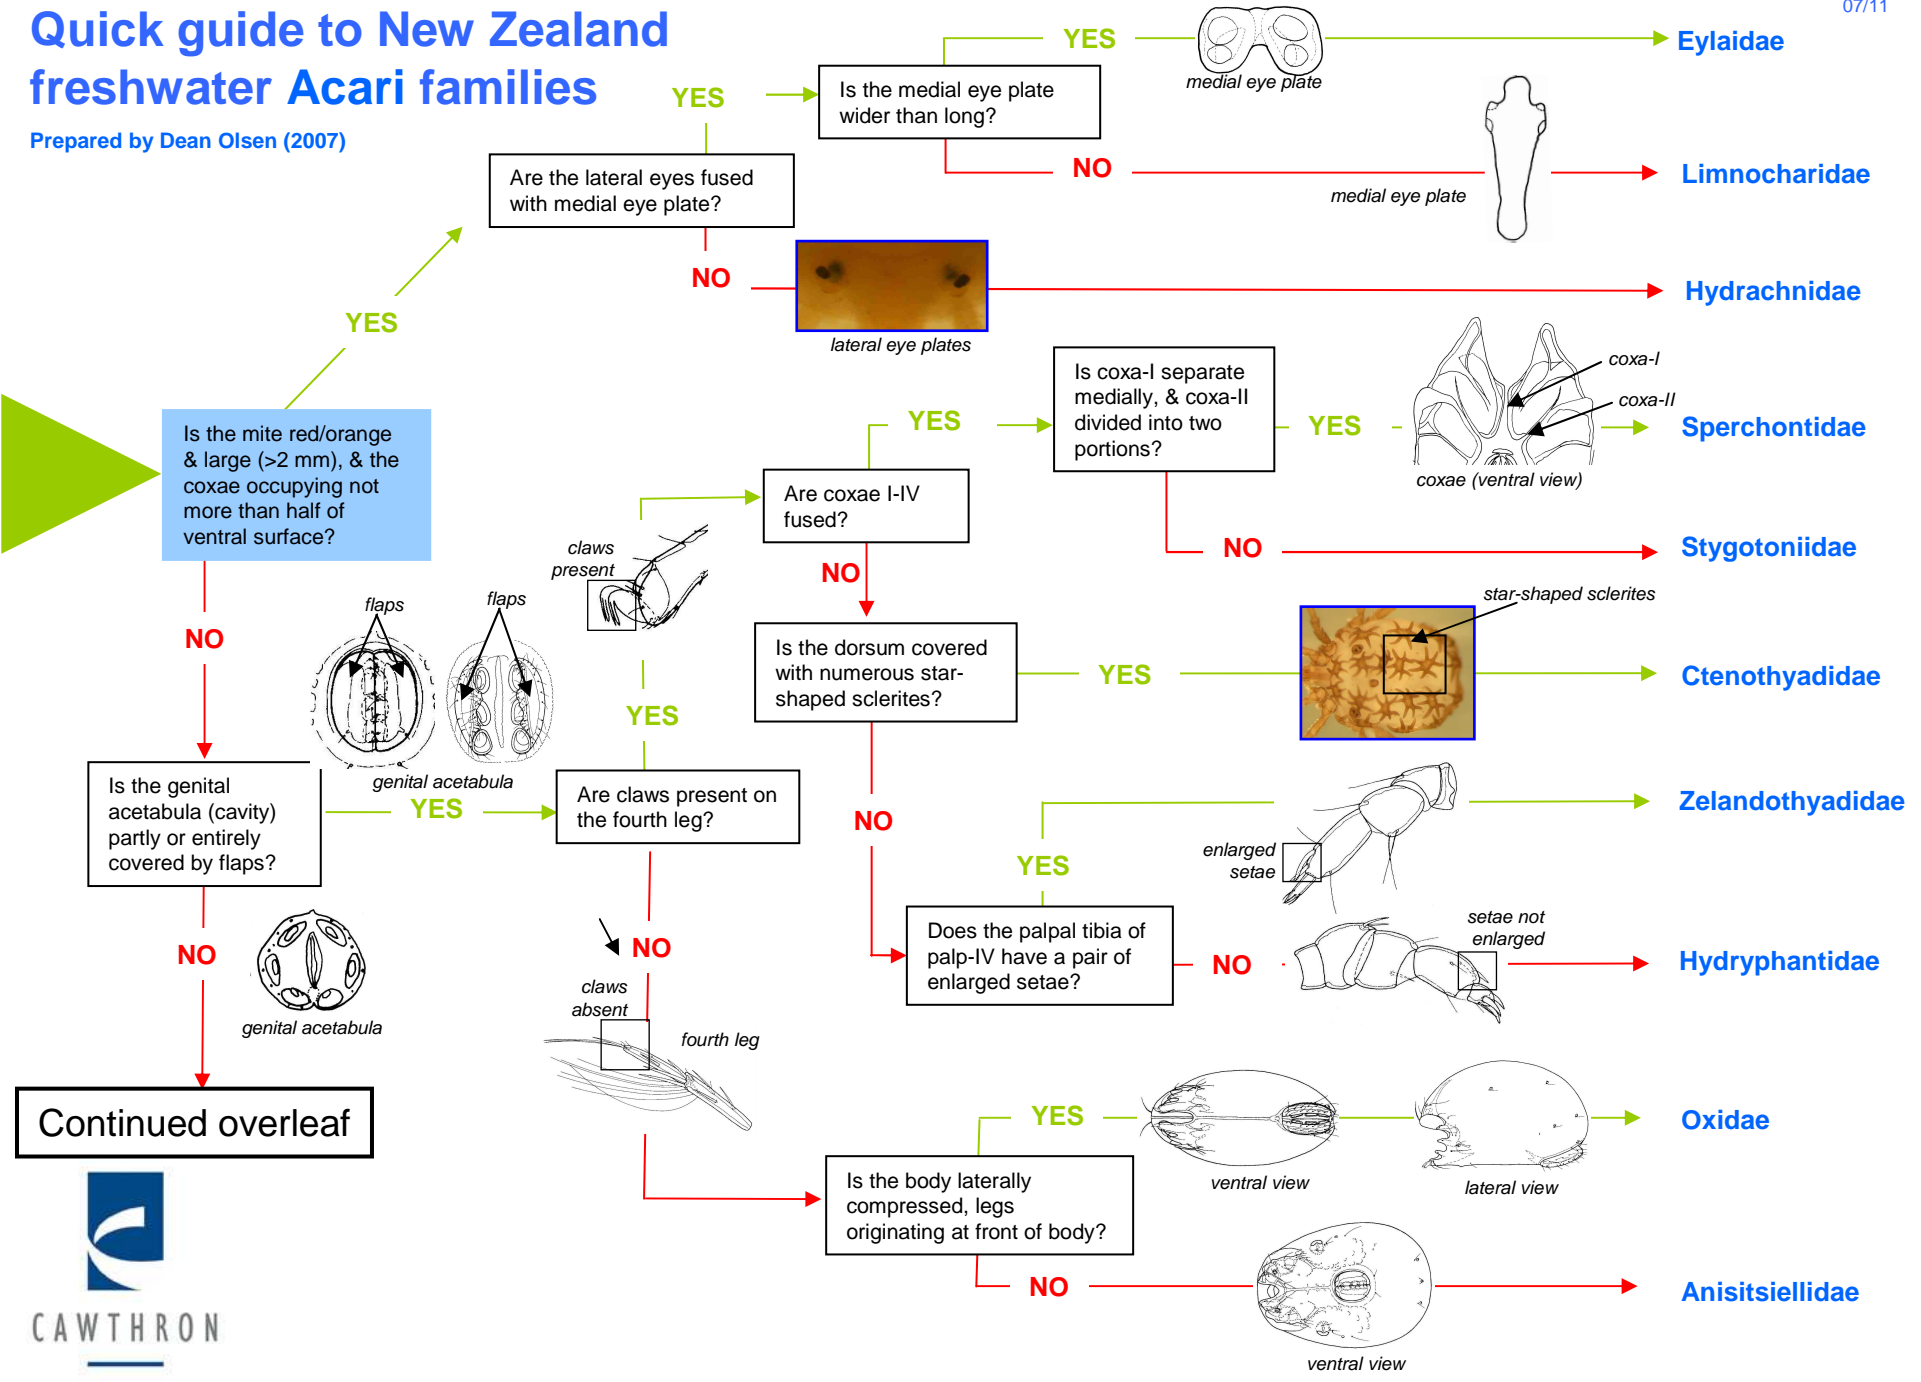 Quick guide to New Zealand
freshwater Acari families
Prepared by Dean Olsen (2007)
07/11
YES
Is the medial eye plate
wider than long?
YES
medial eye plate
Eylaidae
NO
medial eye plate
Limnocharidae
Are the lateral eyes fused
with medial eye plate?
NO
lateral eye plates
Hydrachnidae
YES
Is the mite red/orange
& large (>2 mm), & the
coxae occupying not
more than half of
ventral surface?
NO
flaps
flaps
genital acetabula
Is the genital
acetabula (cavity)
partly or entirely
covered by flaps?
YES
NO
genital acetabula
Continued overleaf
Are claws present on
the fourth leg?
YES
claws
present
Are coxae I-IV
fused?
YES
Is coxa-I separate
medially, & coxa-II
divided into two
portions?
YES
coxa-I
coxa-II
coxae (ventral view)
Sperchontidae
NO
Stygotoniidae
NO
Is the dorsum covered
with numerous star-
shaped sclerites?
YES
star-shaped sclerites
Ctenothyadidae
NO
Does the palpal tibia of
palp-IV have a pair of
enlarged setae?
YES
enlarged
setae
Zelandothyadidae
NO
setae not
enlarged
Hydryphantidae
NO
claws
absent
fourth leg
Is the body laterally
compressed, legs
originating at front of body?
YES
ventral view
lateral view
Oxidae
NO
ventral view
Anisitsiellidae
CAWTHRON